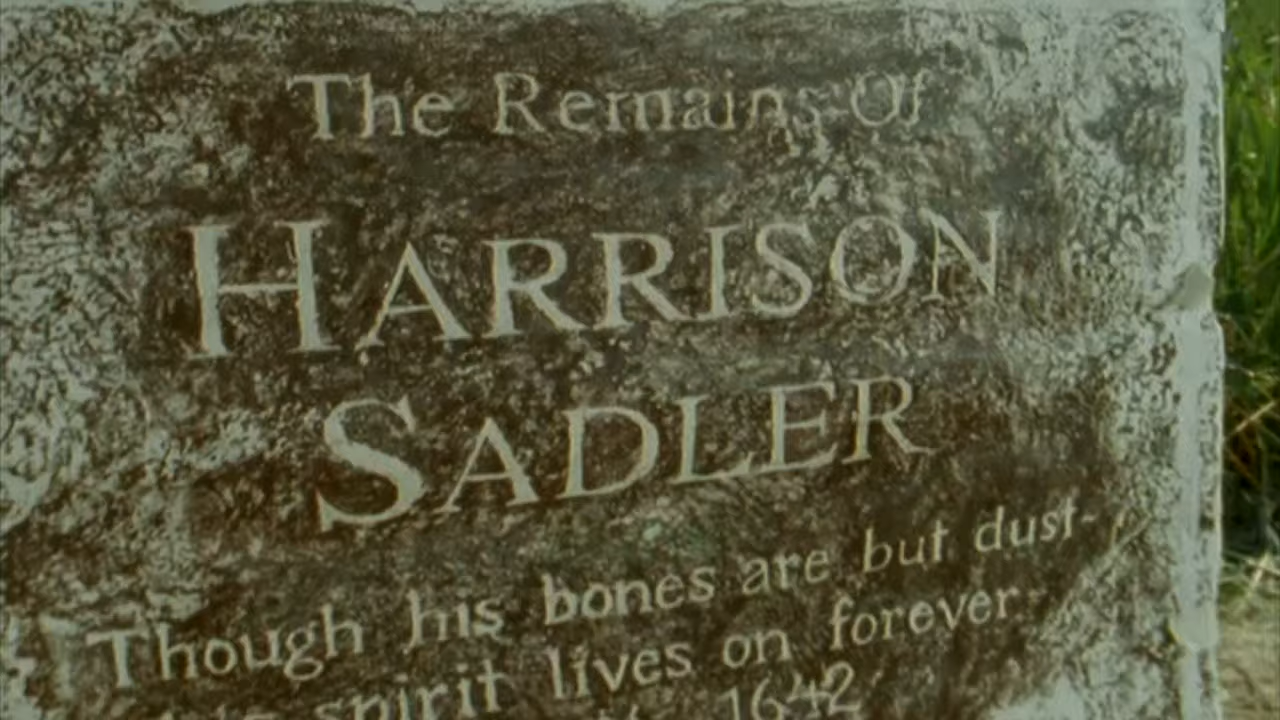 The Remains Of
HARRISON
SADLER
Though his bones are but dust-
spirit lives on forever
1642